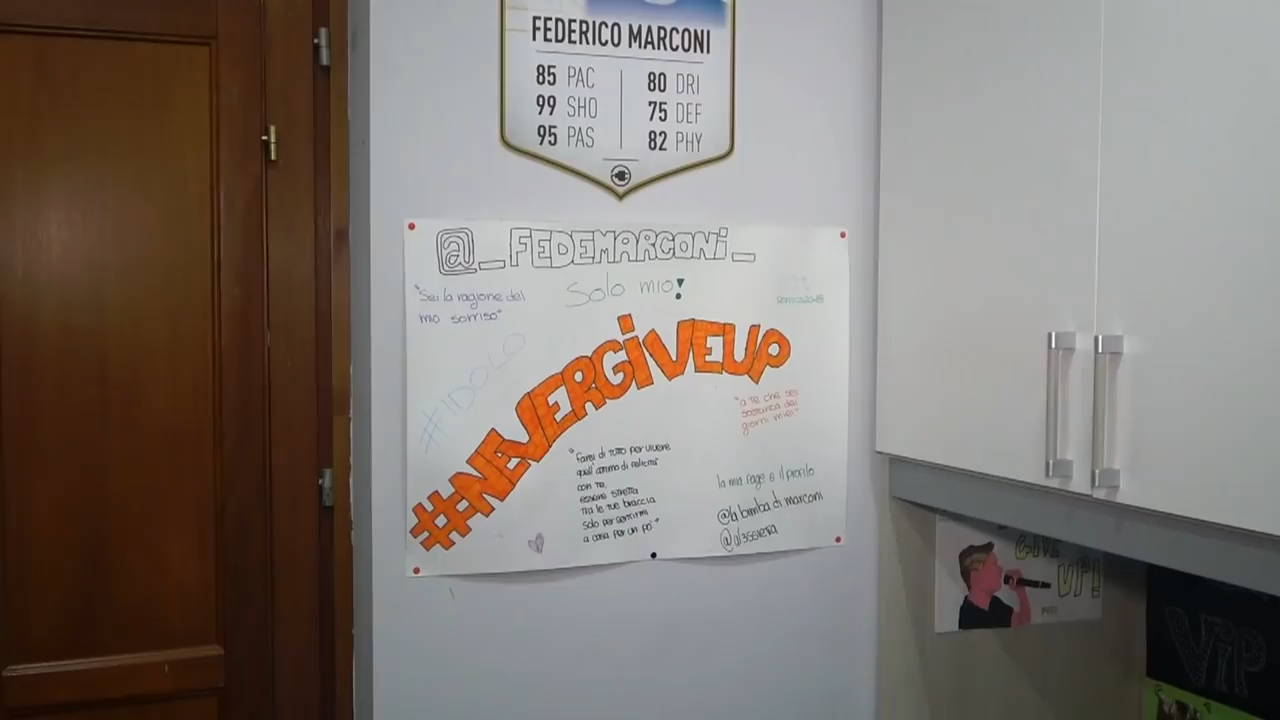 FEDERICO MARCONI
85 PAC
99 SHO
95 PAS
80 DRI
75 DEF
82 PHY
@_FEDEMARCONI_
"Sei la ragione del
mio sorriso"
Solo mio!
#IDOLO
#NEVERGIVEUP
"a te che sei
sostanza dei
giorni miei"
"Farei di tutto per vivere
quell'attimo di felicità
con te,
essere stretta
tra le tue braccia
solo per sentirmi
a casa per un po'"
la mia page e il profilo
@la bimba di marconi
GIVE
UP!
VIP